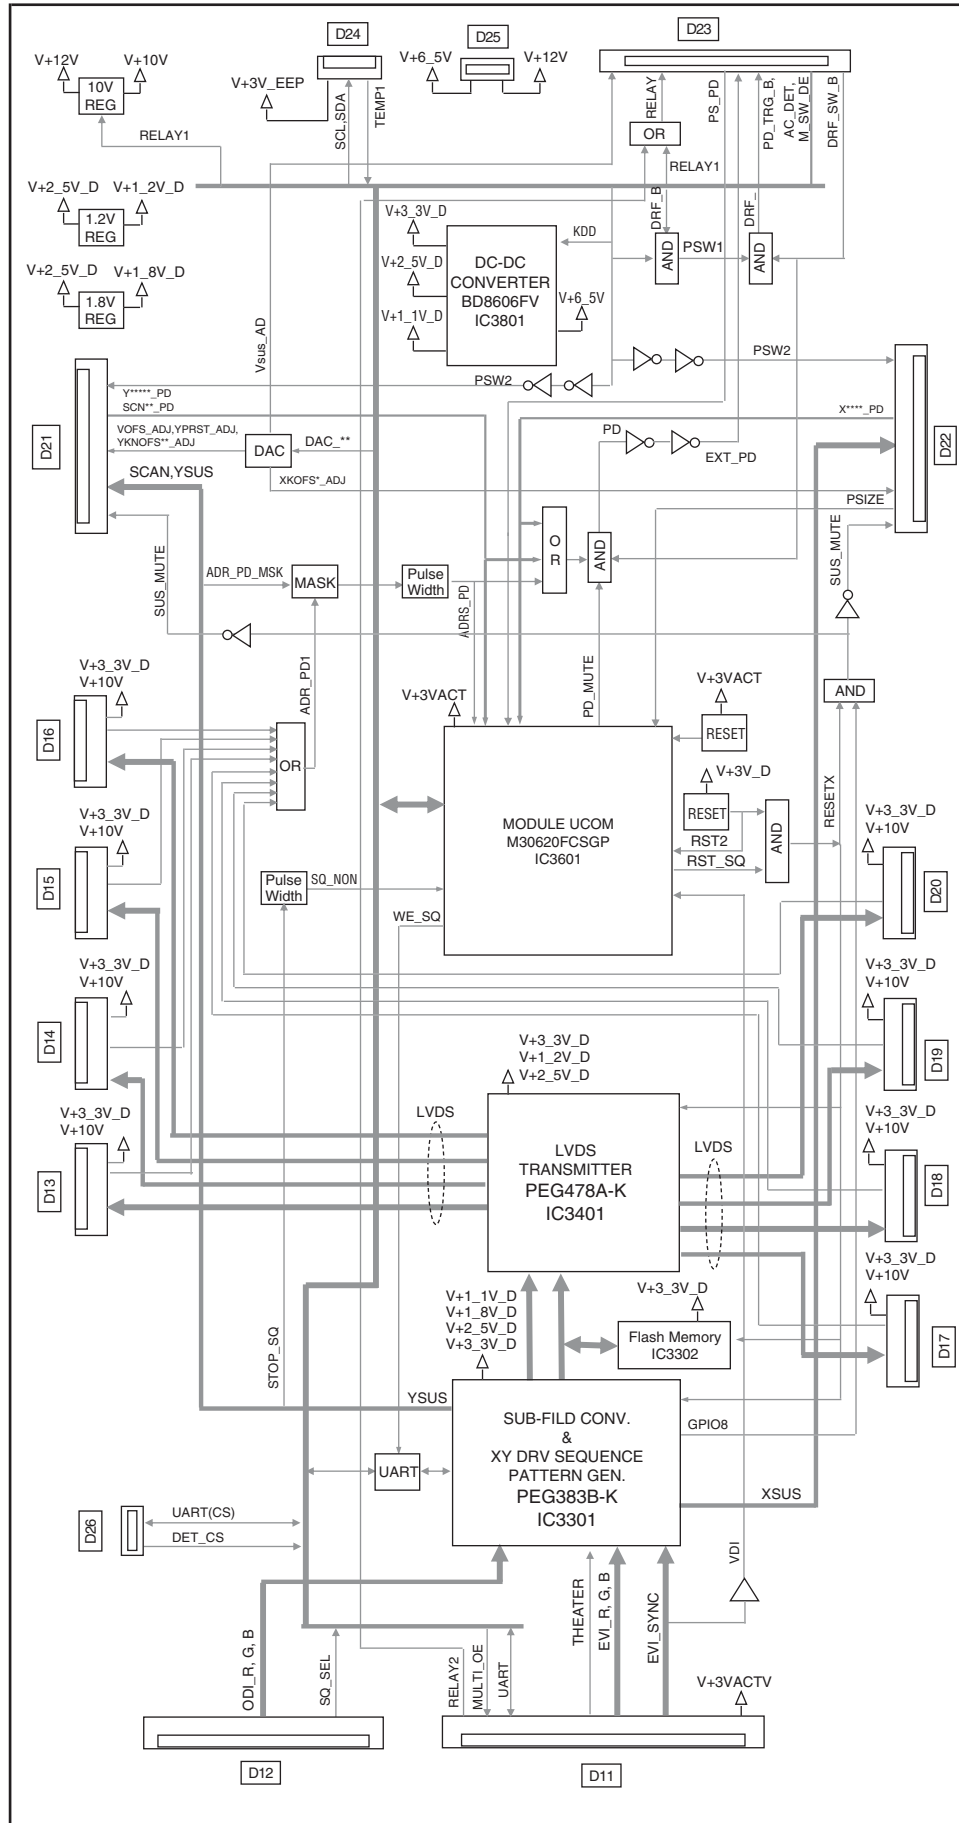 D24
D25
D23
V+12V
V+10V
10V
REG
V+3V_EEP
SCL,SDA
TEMP1
V+6_5V
V+12V
RELAY
PS_PD
PD_TRG_B,
AC_DET,
M_SW_DE
DRF_SW_B
OR
RELAY1
RELAY1
V+2_5V_D
V+1_2V_D
1.2V
REG
V+3_3V_D
KDD
DRF_B
DRF_
AND
PSW1
AND
DC-DC
CONVERTER
BD8606FV
IC3801
V+2_5V_D
V+1_8V_D
1.8V
REG
V+2_5V_D
V+1_1V_D
V+6_5V
Vsus_AD
PSW2
PSW2
Y*****_PD
SCN**_PD
VOFS_ADJ,YPRST_ADJ,
YKNOFS**_ADJ
X****_PD
D21
DAC
DAC_**
PD
EXT_PD
D22
SCAN,YSUS
XKOFS*_ADJ
PSIZE
SUS_MUTE
ADR_PD_MSK
MASK
Pulse
Width
ADRS_PD
O
R
AND
SUS_MUTE
ADR_PD1
PD_MUTE
V+3_3V_D
V+10V
D16
OR
V+3VACT
V+3VACT
RESET
AND
V+3V_D
RESET
RESETX
MODULE UCOM
M30620FCSGP
IC3601
RST2
RST_SQ
AND
V+3_3V_D
V+10V
D15
Pulse
Width
SQ_NON
WE_SQ
V+3_3V_D
V+10V
D20
V+3_3V_D
V+10V
D14
V+3_3V_D
V+10V
D19
V+3_3V_D
V+1_2V_D
V+2_5V_D
LVDS
LVDS
TRANSMITTER
PEG478A-K
IC3401
LVDS
V+3_3V_D
V+10V
D13
V+3_3V_D
V+10V
D18
V+1_1V_D
V+1_8V_D
V+2_5V_D
V+3_3V_D
V+3_3V_D
Flash Memory
IC3302
V+3_3V_D
V+10V
D17
STOP_SQ
YSUS
SUB-FILD CONV.
&
XY DRV SEQUENCE
PATTERN GEN.
PEG383B-K
IC3301
GPIO8
UART
XSUS
D26
UART(CS)
DET_CS
VDI
THEATER
EVI_R, G, B
EVI_SYNC
ODI_R, G, B
SQ_SEL
RELAY2
MULTI_OE
UART
V+3VACTV
D12
D11